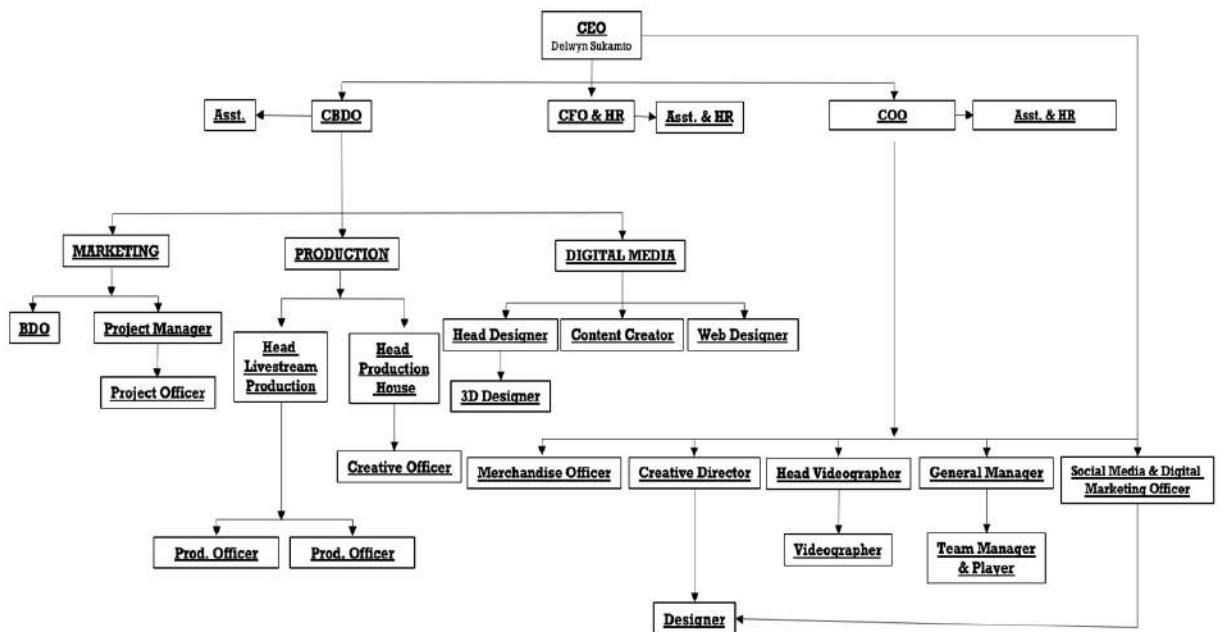 CEO
Delwyn Sukamto
Asst.
CBDO
CFO & HR
Asst. & HR
COO
Asst. & HR
MARKETING
PRODUCTION
DIGITAL MEDIA
BDO
Project Manager
Head
Livestream
Production
Head
Production
House
Head Designer
Content Creator
Web Designer
Project Officer
3D Designer
Creative Officer
Merchandise Officer
Creative Director
Head Videographer
General Manager
Social Media & Digital
Marketing Officer
Prod. Officer
Prod. Officer
Videographer
Team Manager
& Player
Designer